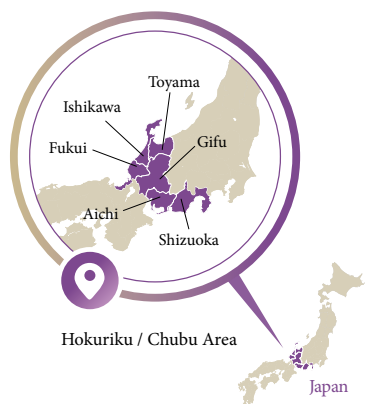 Toyama
Ishikawa
Fukui
Gifu
Aichi
Shizuoka
Hokuriku / Chubu Area
Japan